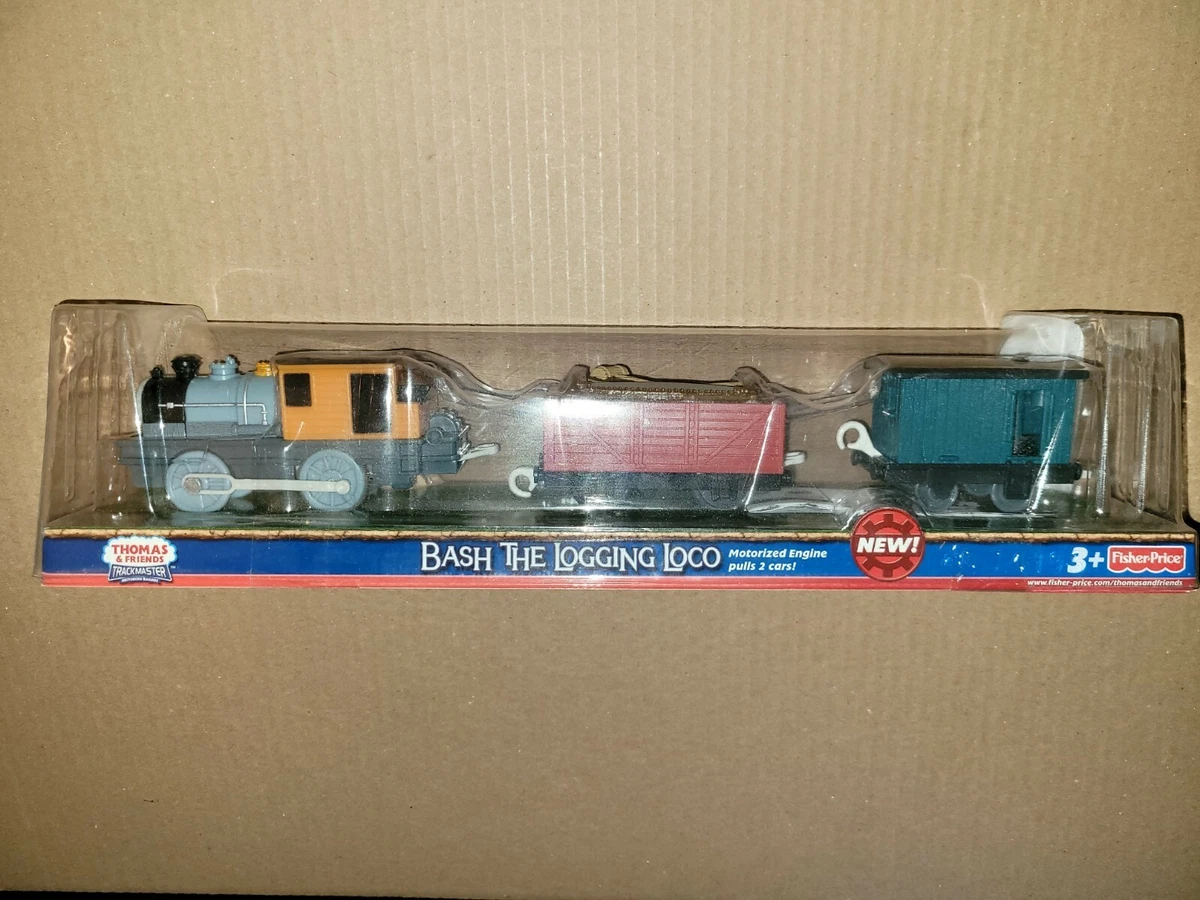 THOMAS
& FRIENDS
TRACKMASTER
BASH THE LOGGING LOCO
Motorized Engine
pulls 2 cars!
NEW!
3+
Fisher-Price
www.fisher-price.com/thomasandfriends